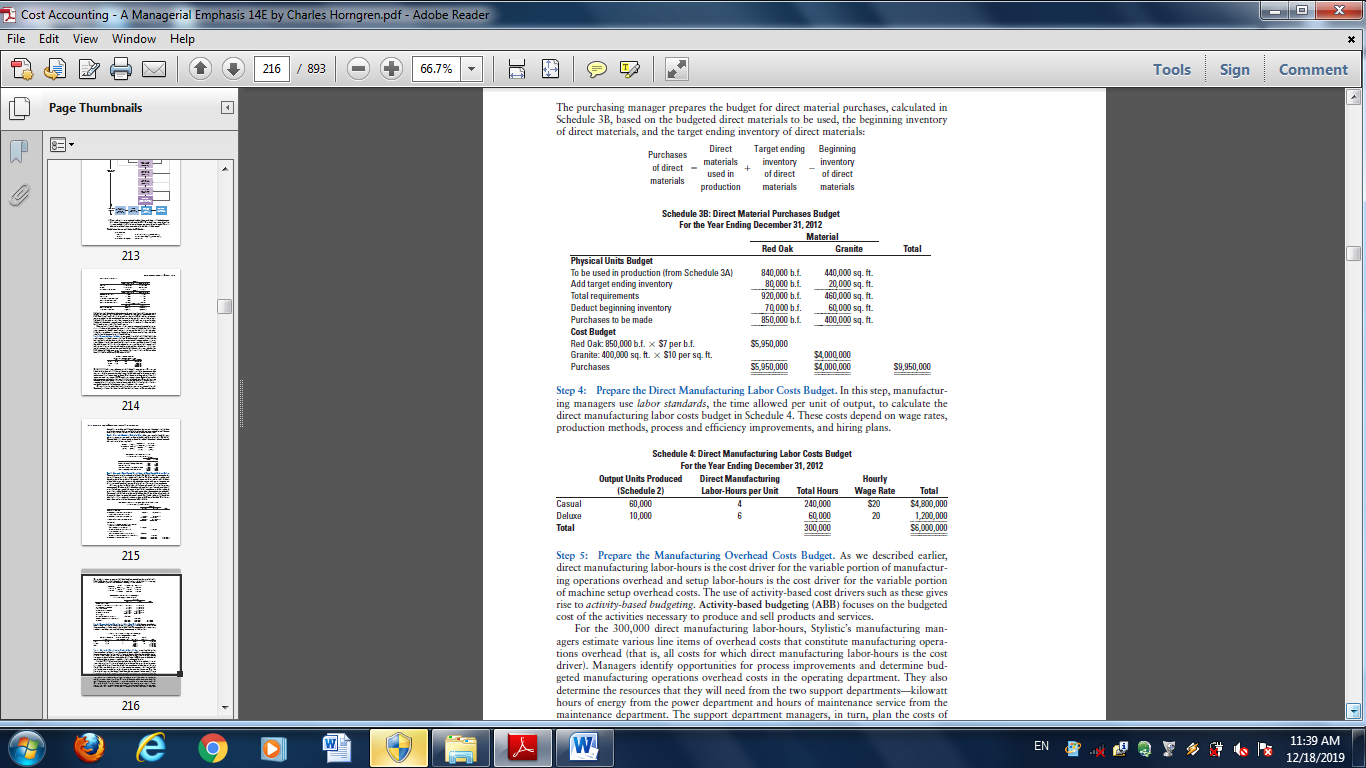 Cost Accounting - A Managerial Emphasis 14E by Charles Horngren.pdf - Adobe Reader
File Edit View Window Help
216 / 893 66.7% Tools Sign Comment
Page Thumbnails
213
214
215
216
The purchasing manager prepares the budget for direct material purchases, calculated in
Schedule 3B, based on the budgeted direct materials to be used, the beginning inventory
of direct materials, and the target ending inventory of direct materials:
Purchases of direct materials = Direct materials used in production + Target ending inventory of direct materials − Beginning inventory of direct materials
Schedule 3B: Direct Material Purchases Budget
For the Year Ending December 31, 2012
Material
Red Oak Granite Total
Physical Units Budget
To be used in production (from Schedule 3A) 840,000 b.f. 440,000 sq. ft.
Add target ending inventory 80,000 b.f. 20,000 sq. ft.
Total requirements 920,000 b.f. 460,000 sq. ft.
Deduct beginning inventory 70,000 b.f. 60,000 sq. ft.
Purchases to be made 850,000 b.f. 400,000 sq. ft.
Cost Budget
Red Oak: 850,000 b.f. × $7 per b.f. $5,950,000
Granite: 400,000 sq. ft. × $10 per sq. ft. $4,000,000
Purchases $5,950,000 $4,000,000 $9,950,000
Step 4: Prepare the Direct Manufacturing Labor Costs Budget. In this step, manufactur-
ing managers use labor standards, the time allowed per unit of output, to calculate the
direct manufacturing labor costs budget in Schedule 4. These costs depend on wage rates,
production methods, process and efficiency improvements, and hiring plans.
Schedule 4: Direct Manufacturing Labor Costs Budget
For the Year Ending December 31, 2012
Output Units Produced Direct Manufacturing Hourly
(Schedule 2) Labor-Hours per Unit Total Hours Wage Rate Total
Casual 60,000 4 240,000 $20 $4,800,000
Deluxe 10,000 6 60,000 20 1,200,000
Total 300,000 $6,000,000
Step 5: Prepare the Manufacturing Overhead Costs Budget. As we described earlier,
direct manufacturing labor-hours is the cost driver for the variable portion of manufactur-
ing operations overhead and setup labor-hours is the cost driver for the variable portion
of machine setup overhead costs. The use of activity-based cost drivers such as these gives
rise to activity-based budgeting. Activity-based budgeting (ABB) focuses on the budgeted
cost of the activities necessary to produce and sell products and services.
For the 300,000 direct manufacturing labor-hours, Stylistic's manufacturing man-
agers estimate various line items of overhead costs that constitute manufacturing opera-
tions overhead (that is, all costs for which direct manufacturing labor-hours is the cost
driver). Managers identify opportunities for process improvements and determine bud-
geted manufacturing operations overhead costs in the operating department. They also
determine the resources that they will need from the two support departments—kilowatt
hours of energy from the power department and hours of maintenance service from the
maintenance department. The support department managers, in turn, plan the costs of
EN
11:39 AM
12/18/2019